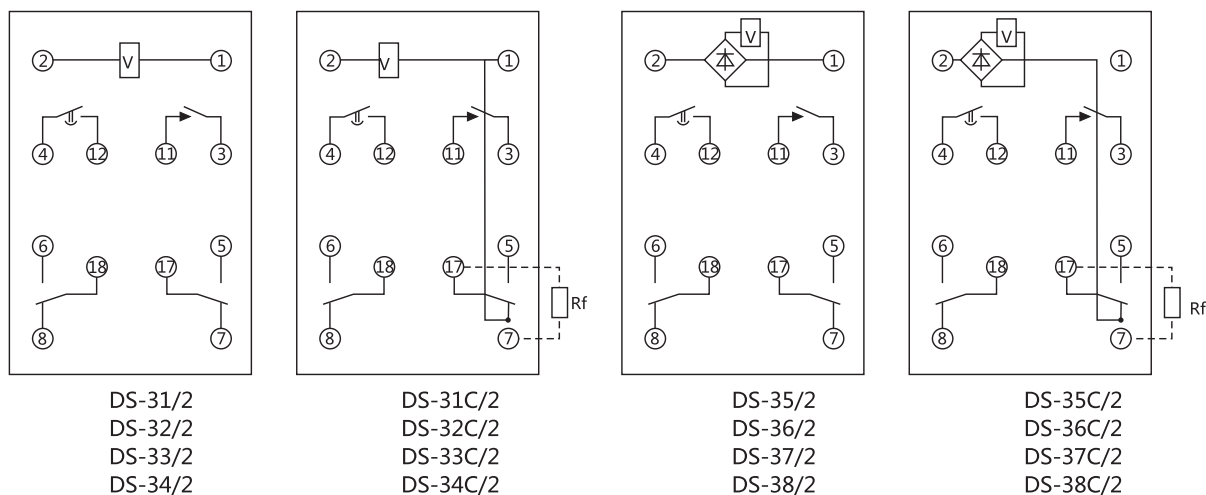 2 V 1
4 12 11 3
6 5
18 17
8 7
DS-31/2
DS-32/2
DS-33/2
DS-34/2
2 V 1
4 12 11 3
6 5
18 17
Rf
8 7
DS-31C/2
DS-32C/2
DS-33C/2
DS-34C/2
V
2 1
4 12 11 3
6 5
18 17
8 7
DS-35/2
DS-36/2
DS-37/2
DS-38/2
V
2 1
4 12 11 3
6 5
18 17
Rf
8 7
DS-35C/2
DS-36C/2
DS-37C/2
DS-38C/2